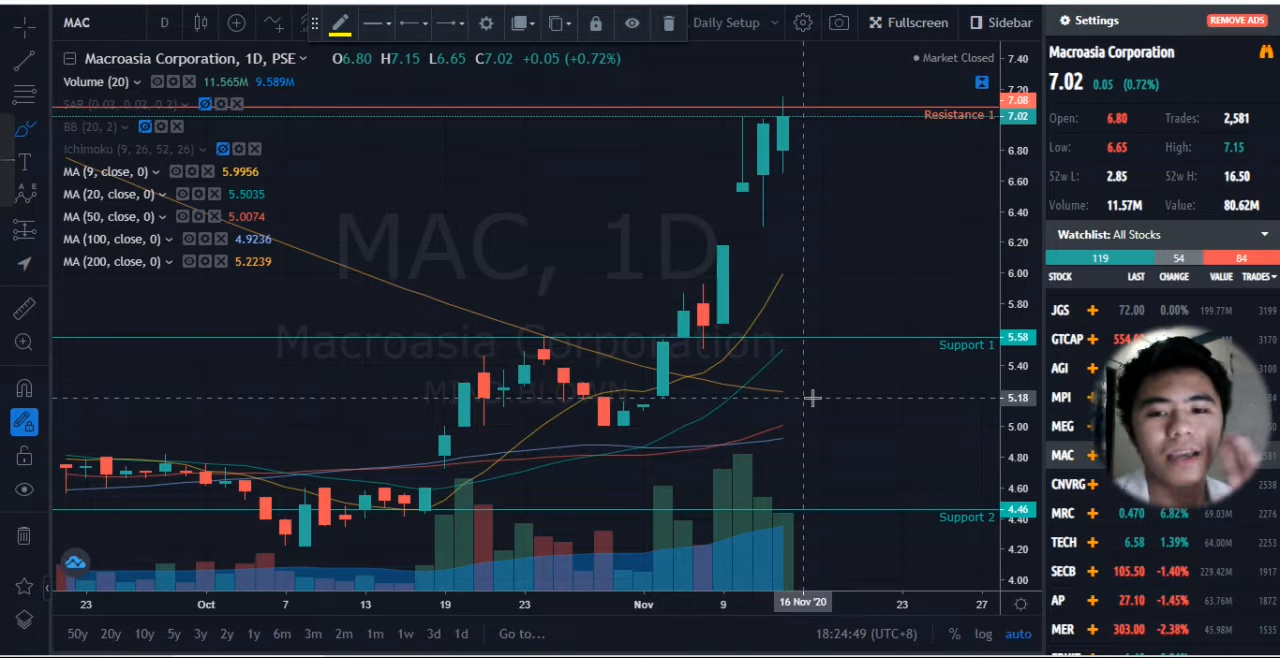 MAC
D
Daily Setup
Fullscreen
Sidebar
Settings
REMOVE ADS
Macroasia Corporation, 1D, PSE
O6.80 H7.15 L6.65 C7.02 +0.05 (+0.72%)
Market Closed
Volume (20) 11.565M 9.589M
SAR (0.02, 0.02, 0.2)
BB (20, 2)
Ichimoku (9, 26, 52, 26)
MA (9, close, 0) 5.9956
MA (20, close, 0) 5.5035
MA (50, close, 0) 5.0074
MA (100, close, 0) 4.9236
MA (200, close, 0) 5.2239
MAC, 1D
Macroasia Corporation
Resistance 1
Support 1
Support 2
7.40
7.20
7.08
7.02
6.80
6.60
6.40
6.20
6.00
5.80
5.58
5.40
5.18
5.00
4.80
4.60
4.46
4.40
4.20
4.00
23 Oct 7 13 19 23 Nov 9 16 Nov '20 23 27
50y 20y 10y 5y 3y 2y 1y 6m 3m 2m 1m 1w 3d 1d Go to...
18:24:49 (UTC+8) % log auto
Macroasia Corporation
7.02 0.05 (0.72%)
Open: 6.80 Trades: 2,581
Low: 6.65 High: 7.15
52w L: 2.85 52w H: 16.50
Volume: 11.57M Value: 80.62M
Watchlist: All Stocks
119 54 84
STOCK LAST CHANGE VALUE TRADES
JGS 72.00 0.00% 199.77M 3199
GTCAP 3170
AGI 3100
MPI
MEG
MAC
CNVRG 2538
MRC 0.470 6.82% 69.03M 2276
TECH 6.58 1.39% 64.00M 2253
SECB 105.50 -1.40% 229.42M 1917
AP 27.10 -1.45% 63.76M 1872
MER 303.00 -2.38% 45.98M 1535